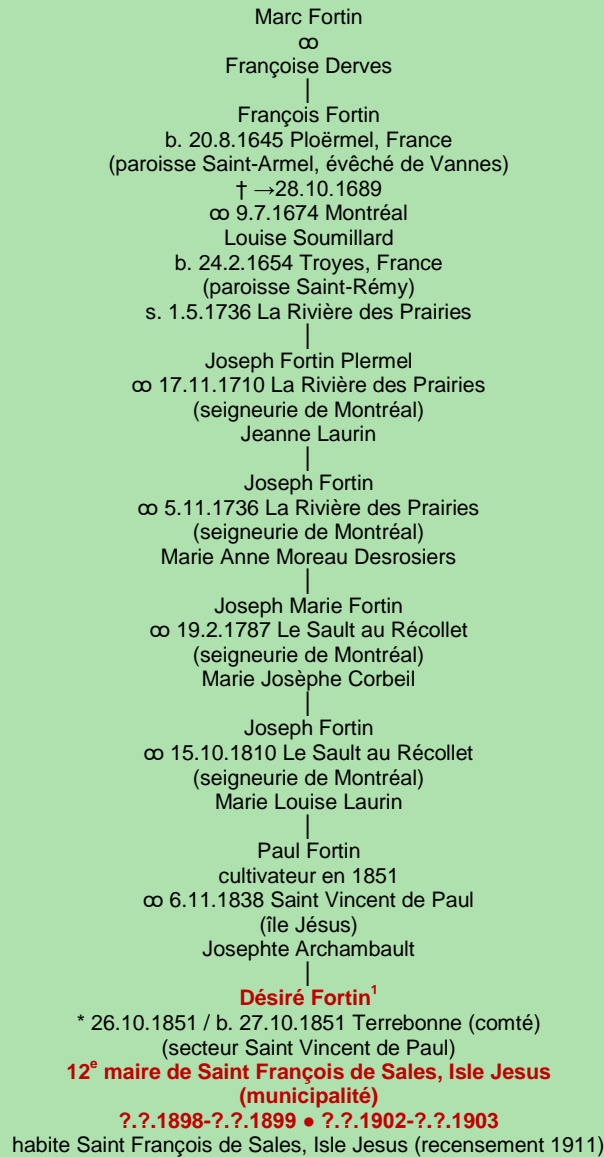 Marc Fortin
ꝏ
Françoise Derves
|
François Fortin
b. 20.8.1645 Ploërmel, France
(paroisse Saint-Armel, évêché de Vannes)
† →28.10.1689
ꝏ 9.7.1674 Montréal
Louise Soumillard
b. 24.2.1654 Troyes, France
(paroisse Saint-Rémy)
s. 1.5.1736 La Rivière des Prairies
|
Joseph Fortin Plermel
ꝏ 17.11.1710 La Rivière des Prairies
(seigneurie de Montréal)
Jeanne Laurin
|
Joseph Fortin
ꝏ 5.11.1736 La Rivière des Prairies
(seigneurie de Montréal)
Marie Anne Moreau Desrosiers
|
Joseph Marie Fortin
ꝏ 19.2.1787 Le Sault au Récollet
(seigneurie de Montréal)
Marie Josèphe Corbeil
|
Joseph Fortin
ꝏ 15.10.1810 Le Sault au Récollet
(seigneurie de Montréal)
Marie Louise Laurin
|
Paul Fortin
cultivateur en 1851
ꝏ 6.11.1838 Saint Vincent de Paul
(île Jésus)
Josephte Archambault
|
Désiré Fortin¹
* 26.10.1851 / b. 27.10.1851 Terrebonne (comté)
(secteur Saint Vincent de Paul)
12ᵉ maire de Saint François de Sales, Isle Jesus
(municipalité)
?.?.1898-?.?.1899 ● ?.?.1902-?.?.1903
habite Saint François de Sales, Isle Jesus (recensement 1911)